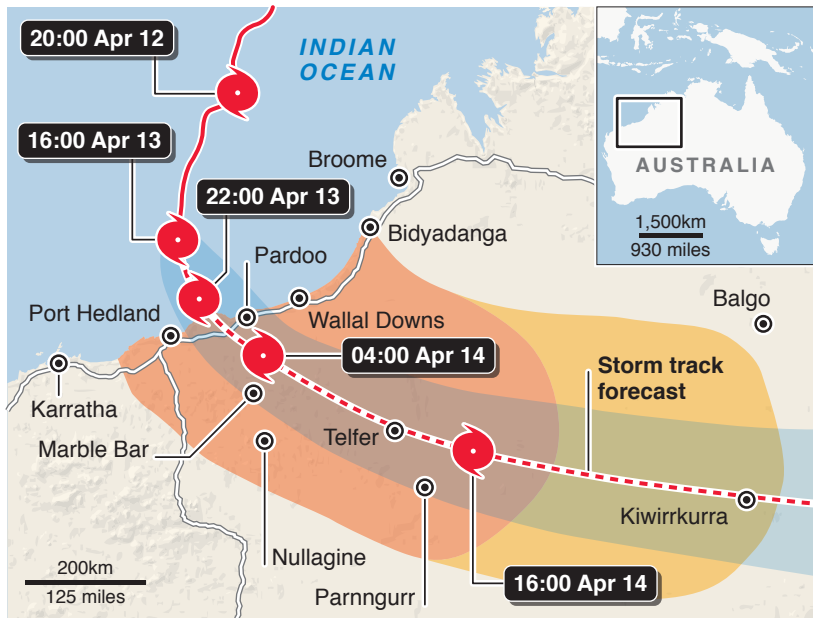 20:00 Apr 12
INDIAN
OCEAN
16:00 Apr 13
Broome
22:00 Apr 13
AUSTRALIA
1,500km
930 miles
Bidyadanga
Pardoo
Port Hedland
Wallal Downs
Balgo
04:00 Apr 14
Storm track
forecast
Karratha
Marble Bar
Telfer
Kiwirrkurra
Nullagine
200km
125 miles
Parnngurr
16:00 Apr 14